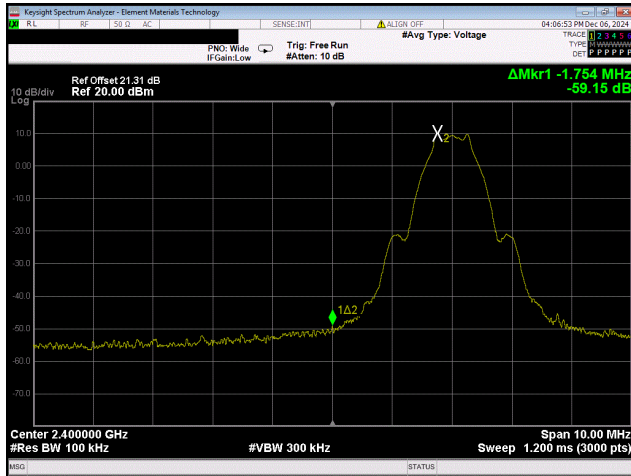 Keysight Spectrum Analyzer - Element Materials Technology
LXI RL RF 50 Ω AC SENSE:INT ALIGN OFF 04:06:53 PM Dec 06, 2024
#Avg Type: Voltage
PNO: Wide
IFGain:Low
Trig: Free Run
#Atten: 10 dB
TRACE 1 2 3 4 5 6
TYPE M W W W W W
DET P P P P P P
ΔMkr1 -1.754 MHz
-59.15 dB
Ref Offset 21.31 dB
10 dB/div Ref 20.00 dBm
Log
10.0
0.00
-10.0
-20.0
-30.0
-40.0
-50.0
-60.0
-70.0
X2
1Δ2
Center 2.400000 GHz Span 10.00 MHz
#Res BW 100 kHz #VBW 300 kHz Sweep 1.200 ms (3000 pts)
MSG STATUS